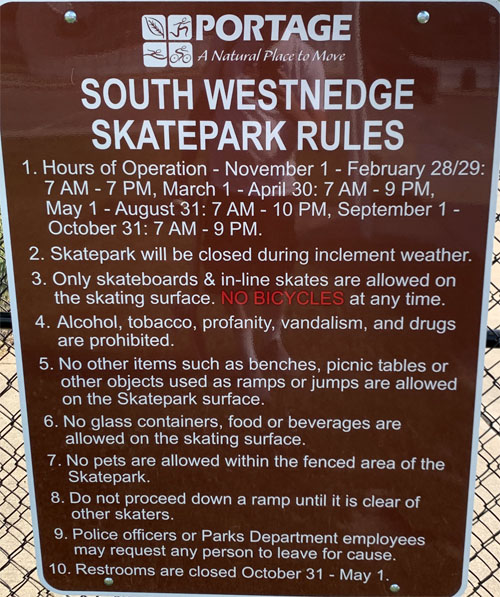 PORTAGE
A Natural Place to Move
SOUTH WESTNEDGE
SKATEPARK RULES
1. Hours of Operation - November 1 - February 28/29:
7 AM - 7 PM, March 1 - April 30: 7 AM - 9 PM,
May 1 - August 31: 7 AM - 10 PM, September 1 -
October 31: 7 AM - 9 PM.
2. Skatepark will be closed during inclement weather.
3. Only skateboards & in-line skates are allowed on
the skating surface. NO BICYCLES at any time.
4. Alcohol, tobacco, profanity, vandalism, and drugs
are prohibited.
5. No other items such as benches, picnic tables or
other objects used as ramps or jumps are allowed
on the Skatepark surface.
6. No glass containers, food or beverages are
allowed on the skating surface.
7. No pets are allowed within the fenced area of the
Skatepark.
8. Do not proceed down a ramp until it is clear of
other skaters.
9. Police officers or Parks Department employees
may request any person to leave for cause.
10. Restrooms are closed October 31 - May 1.